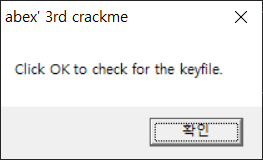 abex' 3rd crackme
Click OK to check for the keyfile.
확인